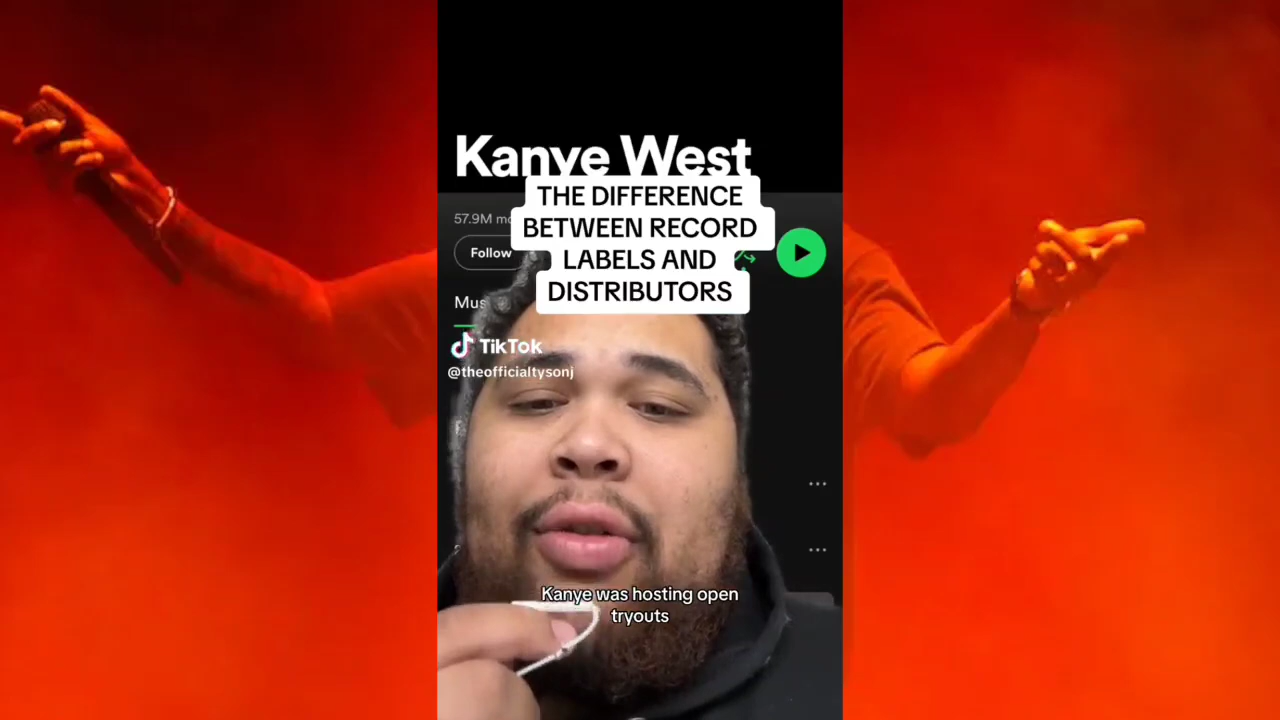 Kanye West
THE DIFFERENCE
BETWEEN RECORD
LABELS AND
DISTRIBUTORS
57.9M
Follow
TikTok
@theofficialtysonj
Kanye was hosting open
tryouts